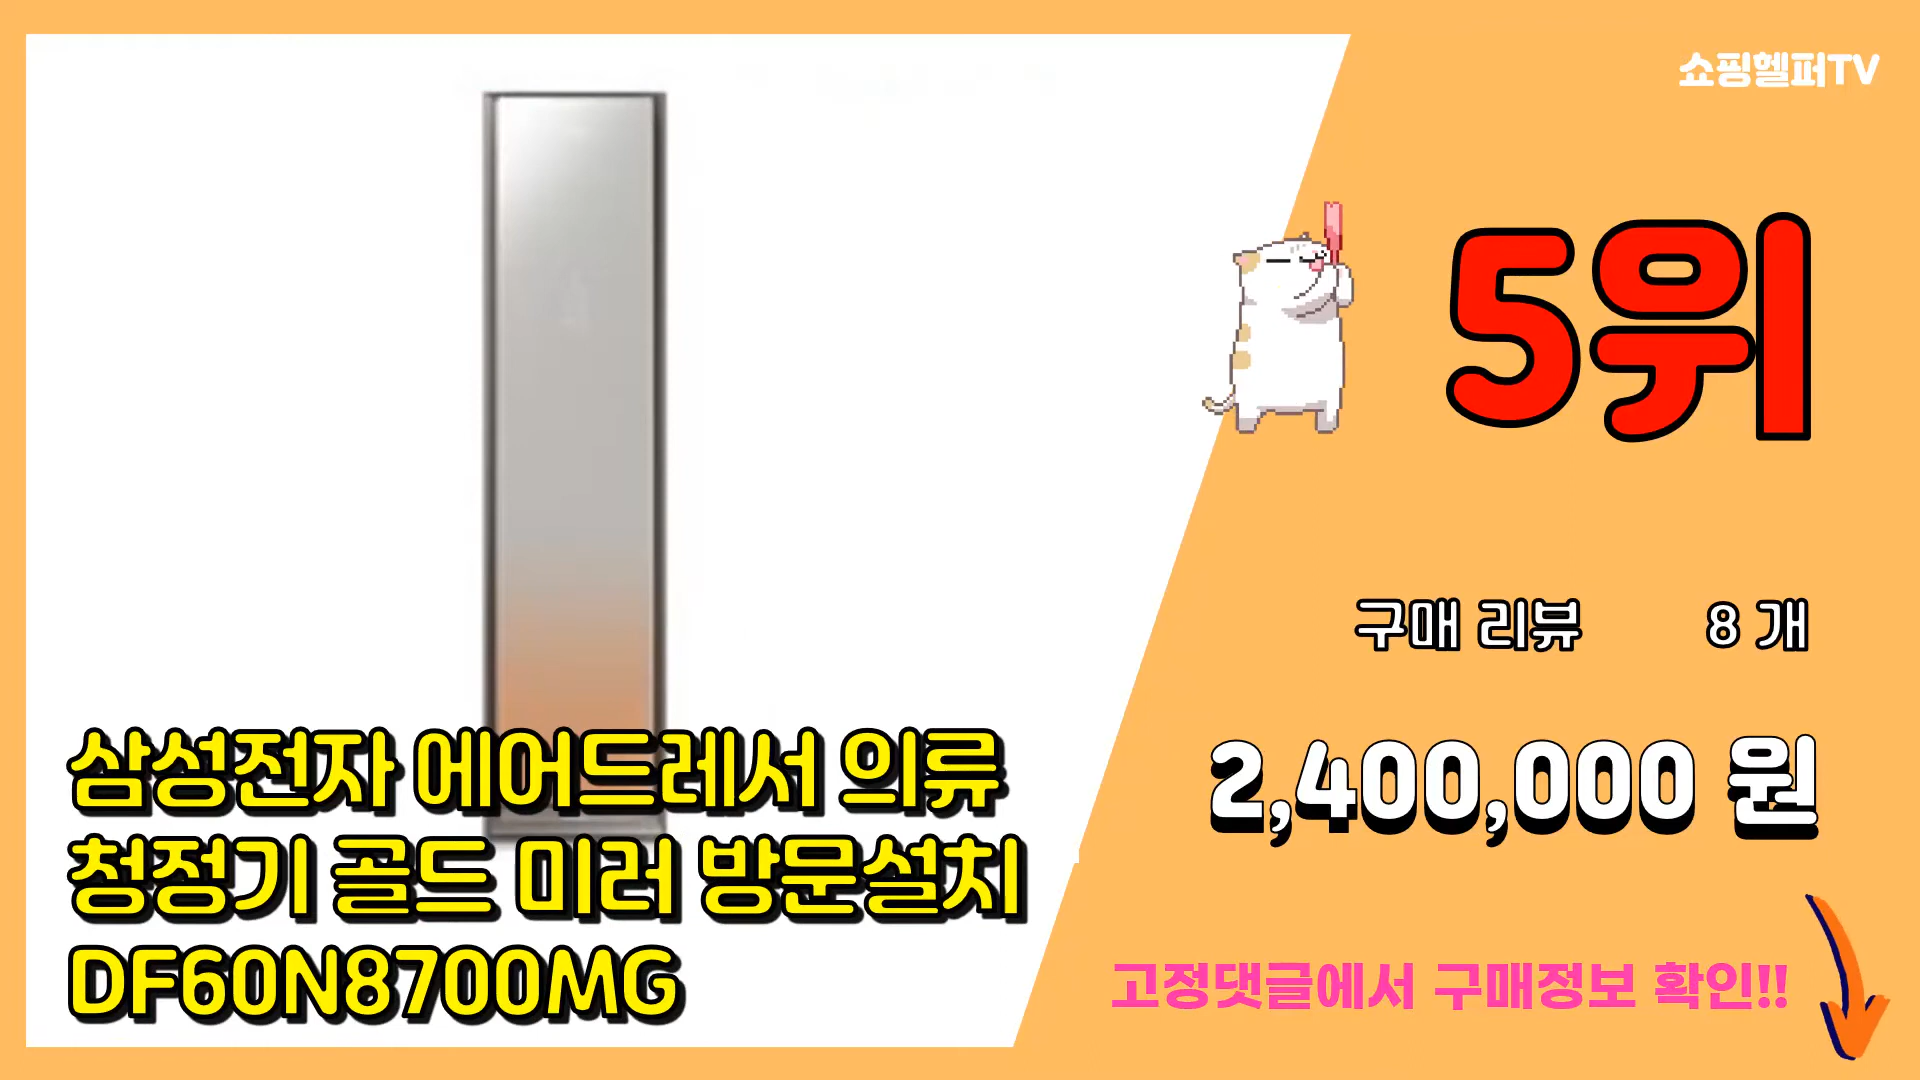 쇼핑헬퍼TV
5위
구매 리뷰 8 개
2,400,000 원
삼성전자 에어드레서 의류
청정기 골드 미러 방문설치
DF60N8700MG
고정댓글에서 구매정보 확인!!